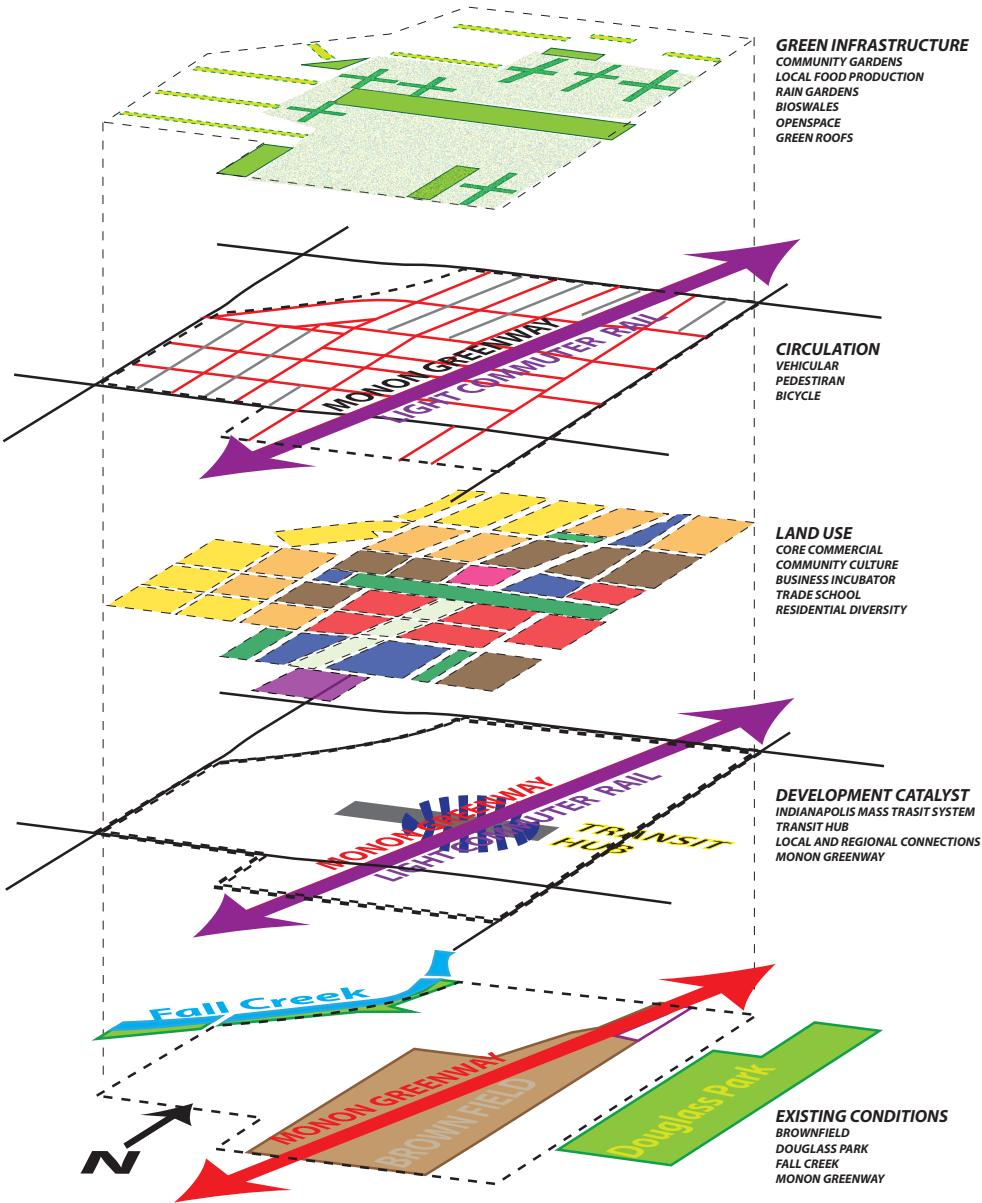 GREEN INFRASTRUCTURE
COMMUNITY GARDENS
LOCAL FOOD PRODUCTION
RAIN GARDENS
BIOSWALES
OPENSPACE
GREEN ROOFS
MONON GREENWAY
LIGHT COMMUTER RAIL
CIRCULATION
VEHICULAR
PEDESTIRAN
BICYCLE
LAND USE
CORE COMMERCIAL
COMMUNITY CULTURE
BUSINESS INCUBATOR
TRADE SCHOOL
RESIDENTIAL DIVERSITY
MONON GREENWAY
LIGHT COMMUTER RAIL
TRANSIT
HUB
DEVELOPMENT CATALYST
INDIANAPOLIS MASS TRASIT SYSTEM
TRANSIT HUB
LOCAL AND REGIONAL CONNECTIONS
MONON GREENWAY
Fall Creek
MONON GREENWAY
BROWN FIELD
Douglass Park
N
EXISTING CONDITIONS
BROWNFIELD
DOUGLASS PARK
FALL CREEK
MONON GREENWAY